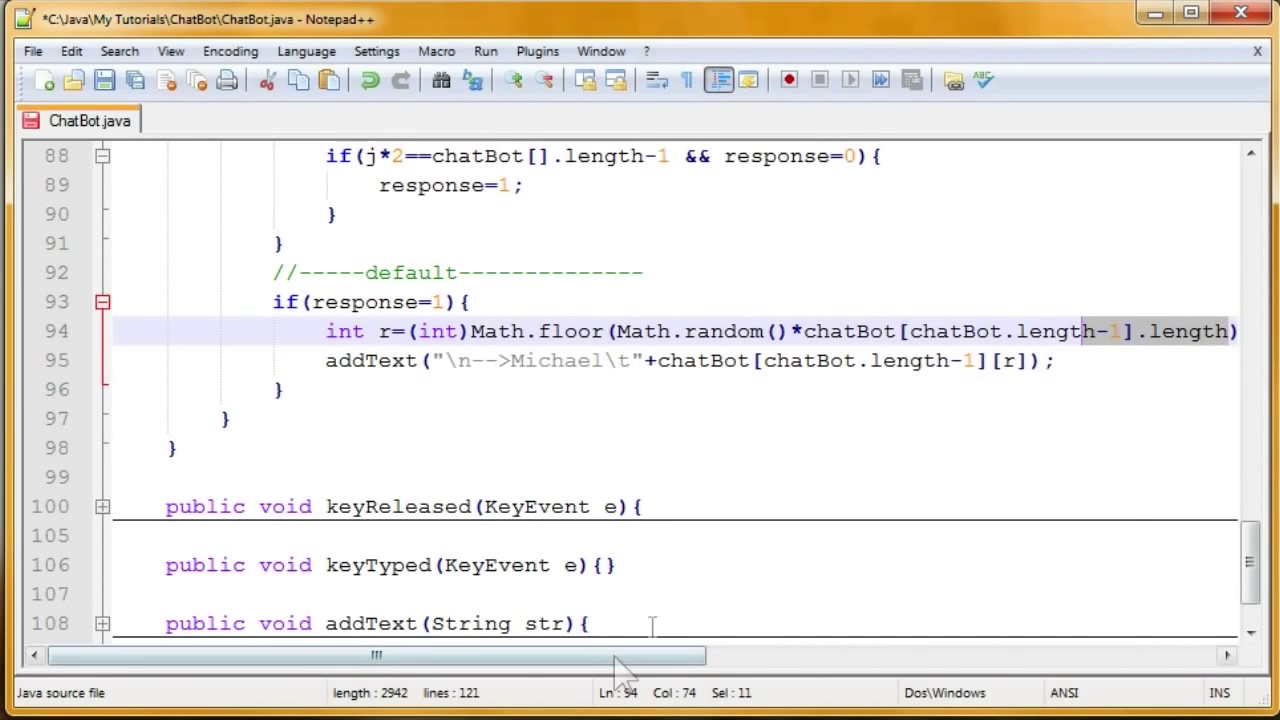 *C:\Java\My Tutorials\ChatBot\ChatBot.java - Notepad++
File Edit Search View Encoding Language Settings Macro Run Plugins Window ? X
ChatBot.java
88 if(j*2==chatBot[].length-1 && response=0){
89 response=1;
90 }
91 }
92 //-----default--------------
93 if(response=1){
94 int r=(int)Math.floor(Math.random()*chatBot[chatBot.length-1].length)
95 addText("\n-->Michael\t"+chatBot[chatBot.length-1][r]);
96 }
97 }
98 }
99
100 public void keyReleased(KeyEvent e){
105
106 public void keyTyped(KeyEvent e){}
107
108 public void addText(String str){
Java source file length : 2942 lines : 121 Ln : 94 Col : 74 Sel : 11 Dos\Windows ANSI INS